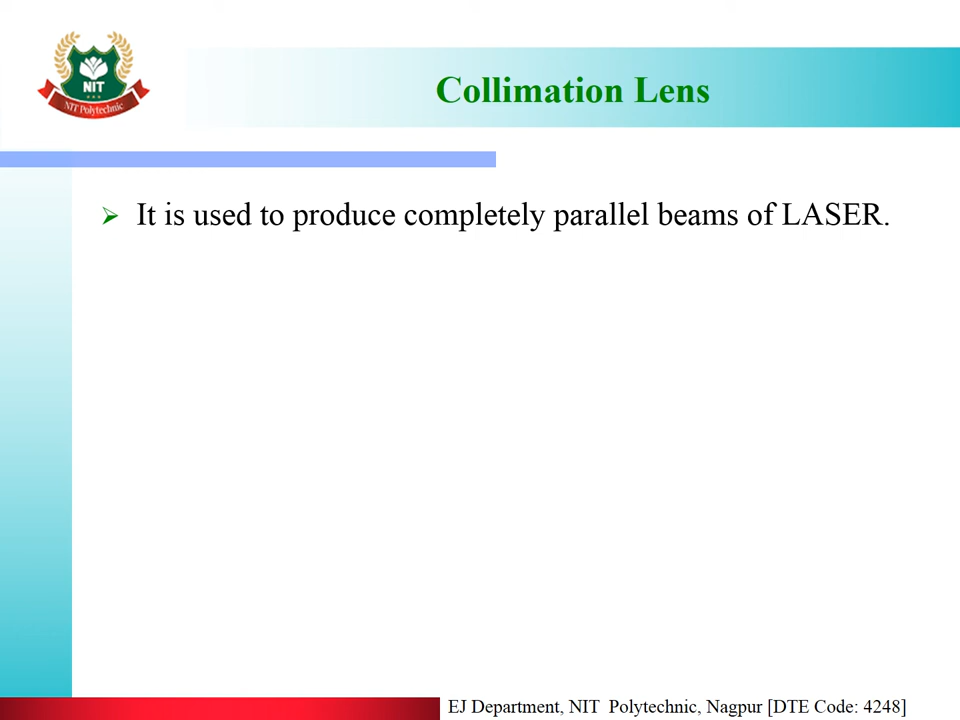 NIT
NIT Polytechnic
Collimation Lens
It is used to produce completely parallel beams of LASER.
EJ Department, NIT Polytechnic, Nagpur [DTE Code: 4248]